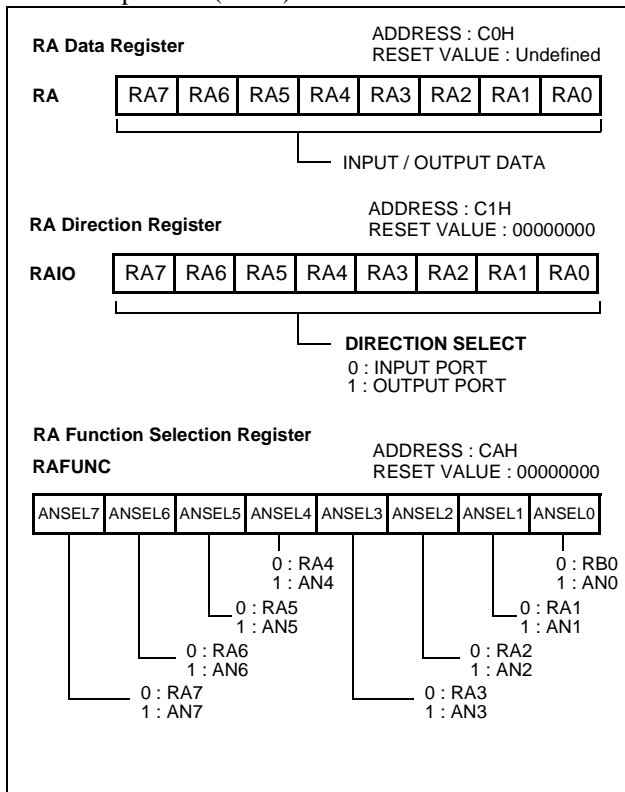 RA Data Register
ADDRESS : C0H
RESET VALUE : Undefined
RA
RA7 RA6 RA5 RA4 RA3 RA2 RA1 RA0
INPUT / OUTPUT DATA
RA Direction Register
ADDRESS : C1H
RESET VALUE : 00000000
RAIO
RA7 RA6 RA5 RA4 RA3 RA2 RA1 RA0
DIRECTION SELECT
0 : INPUT PORT
1 : OUTPUT PORT
RA Function Selection Register
RAFUNC
ADDRESS : CAH
RESET VALUE : 00000000
ANSEL7 ANSEL6 ANSEL5 ANSEL4 ANSEL3 ANSEL2 ANSEL1 ANSEL0
0 : RA4 0 : RB0
1 : AN4 1 : AN0
0 : RA5 0 : RA1
1 : AN5 1 : AN1
0 : RA6 0 : RA2
1 : AN6 1 : AN2
0 : RA7 0 : RA3
1 : AN7 1 : AN3